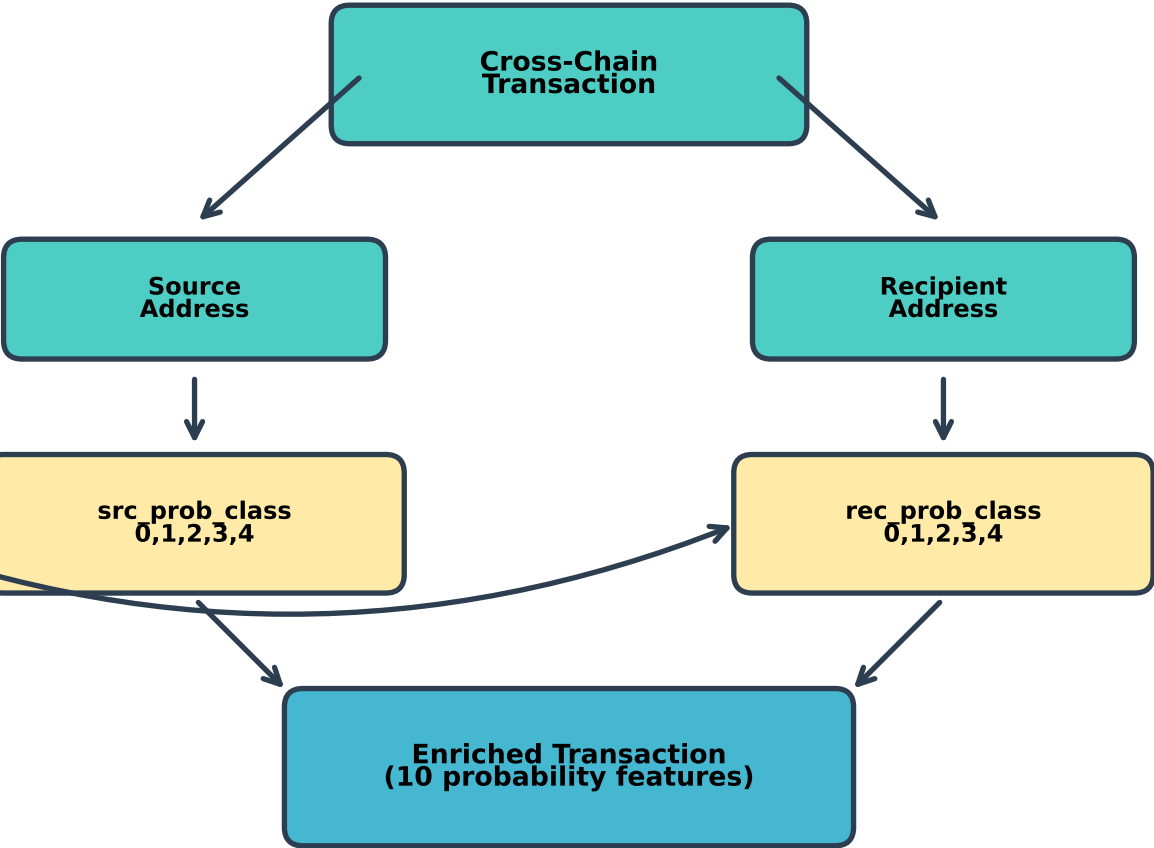 Cross-Chain
Transaction
Source
Address
Recipient
Address
src_prob_class
0,1,2,3,4
rec_prob_class
0,1,2,3,4
Enriched Transaction
(10 probability features)